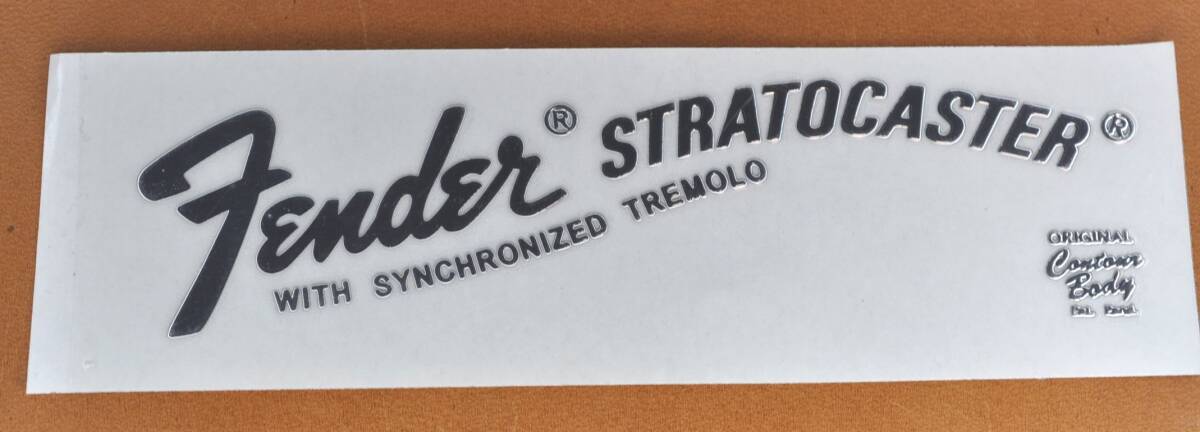 Fender® STRATOCASTER®
WITH SYNCHRONIZED TREMOLO
ORIGINAL
Contour
Body